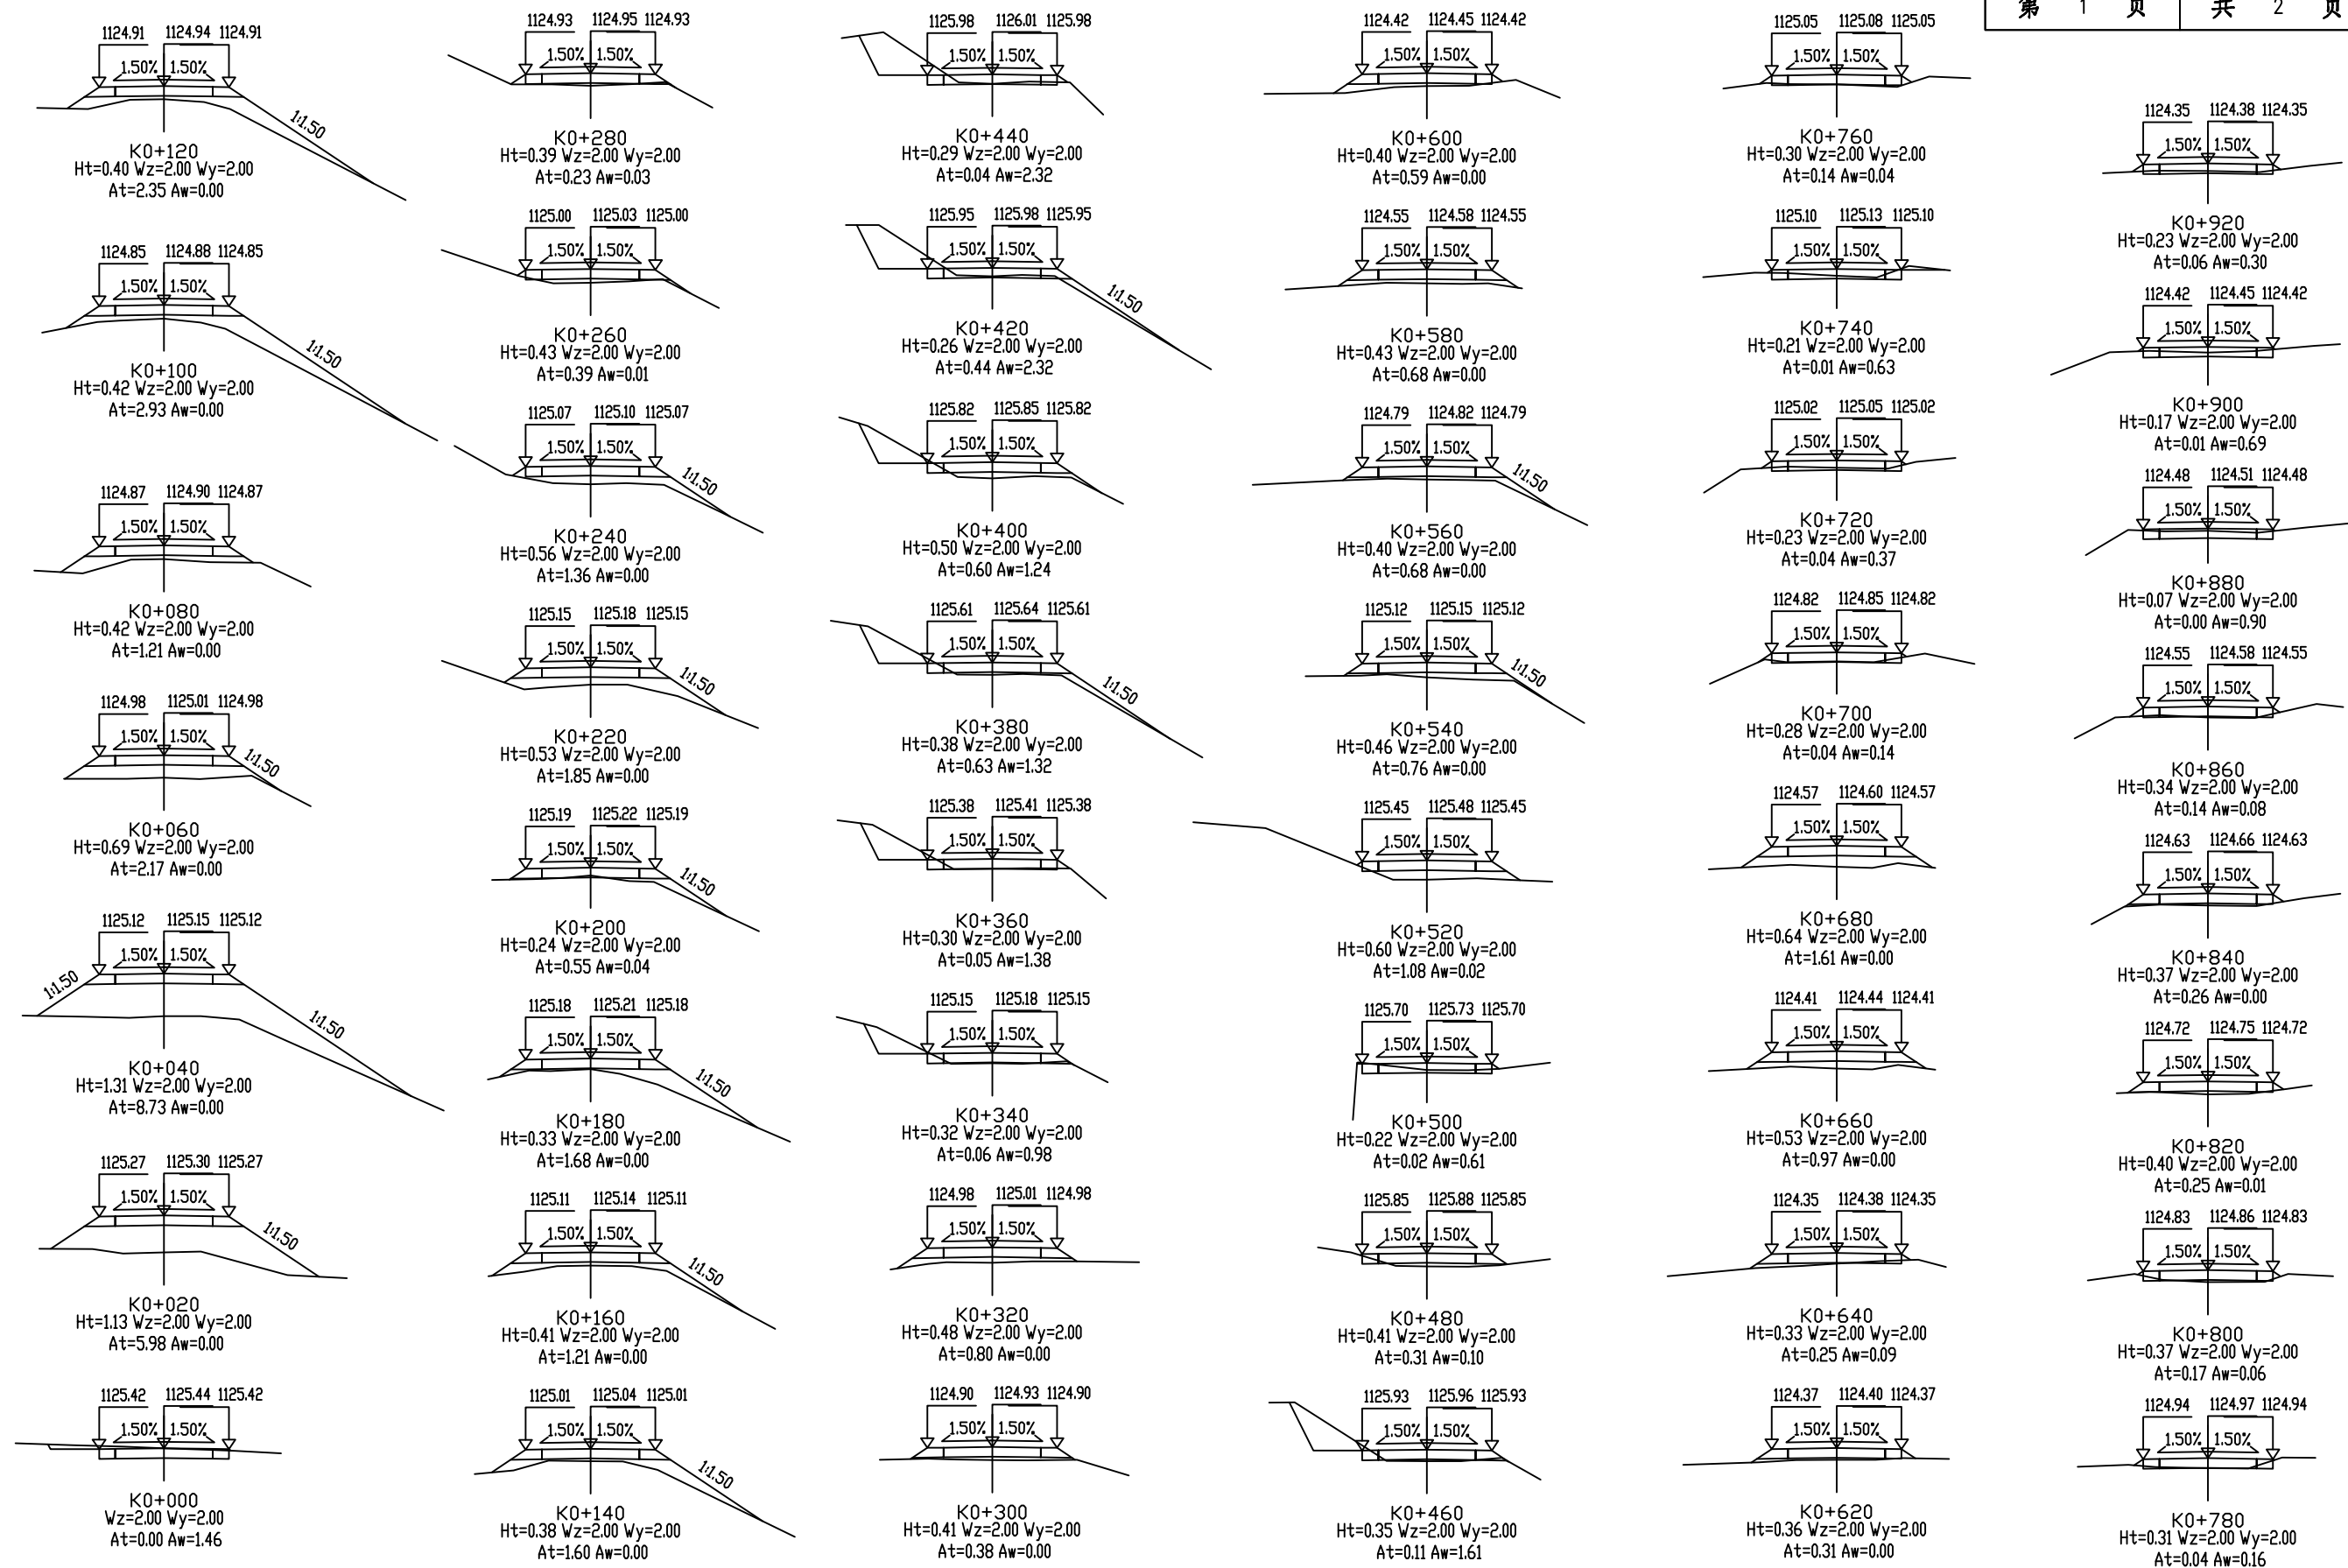 第 1 页 共 2 页
1124.91 1124.94 1124.91
1.50% 1.50%
1:1.50
K0+120
Ht=0.40 Wz=2.00 Wy=2.00
At=2.35 Aw=0.00
1124.85 1124.88 1124.85
1.50% 1.50%
1:1.50
K0+100
Ht=0.42 Wz=2.00 Wy=2.00
At=2.93 Aw=0.00
1124.87 1124.90 1124.87
1.50% 1.50%
K0+080
Ht=0.42 Wz=2.00 Wy=2.00
At=1.21 Aw=0.00
1124.98 1125.01 1124.98
1.50% 1.50%
1:1.50
K0+060
Ht=0.69 Wz=2.00 Wy=2.00
At=2.17 Aw=0.00
1125.12 1125.15 1125.12
1.50% 1.50%
1:1.50
1:1.50
K0+040
Ht=1.31 Wz=2.00 Wy=2.00
At=8.73 Aw=0.00
1125.27 1125.30 1125.27
1.50% 1.50%
1:1.50
K0+020
Ht=1.13 Wz=2.00 Wy=2.00
At=5.98 Aw=0.00
1125.42 1125.44 1125.42
1.50% 1.50%
K0+000
Wz=2.00 Wy=2.00
At=0.00 Aw=1.46
1124.93 1124.95 1124.93
1.50% 1.50%
K0+280
Ht=0.39 Wz=2.00 Wy=2.00
At=0.23 Aw=0.03
1125.00 1125.03 1125.00
1.50% 1.50%
K0+260
Ht=0.43 Wz=2.00 Wy=2.00
At=0.39 Aw=0.01
1125.07 1125.10 1125.07
1.50% 1.50%
1:1.50
K0+240
Ht=0.56 Wz=2.00 Wy=2.00
At=1.36 Aw=0.00
1125.15 1125.18 1125.15
1.50% 1.50%
1:1.50
K0+220
Ht=0.53 Wz=2.00 Wy=2.00
At=1.85 Aw=0.00
1125.19 1125.22 1125.19
1.50% 1.50%
1:1.50
K0+200
Ht=0.24 Wz=2.00 Wy=2.00
At=0.55 Aw=0.04
1125.18 1125.21 1125.18
1.50% 1.50%
1:1.50
K0+180
Ht=0.33 Wz=2.00 Wy=2.00
At=1.68 Aw=0.00
1125.11 1125.14 1125.11
1.50% 1.50%
1:1.50
K0+160
Ht=0.41 Wz=2.00 Wy=2.00
At=1.21 Aw=0.00
1125.01 1125.04 1125.01
1.50% 1.50%
1:1.50
K0+140
Ht=0.38 Wz=2.00 Wy=2.00
At=1.60 Aw=0.00
1125.98 1126.01 1125.98
1.50% 1.50%
K0+440
Ht=0.29 Wz=2.00 Wy=2.00
At=0.04 Aw=2.32
1125.95 1125.98 1125.95
1.50% 1.50%
1:1.50
K0+420
Ht=0.26 Wz=2.00 Wy=2.00
At=0.44 Aw=2.32
1125.82 1125.85 1125.82
1.50% 1.50%
K0+400
Ht=0.50 Wz=2.00 Wy=2.00
At=0.60 Aw=1.24
1125.61 1125.64 1125.61
1.50% 1.50%
1:1.50
K0+380
Ht=0.38 Wz=2.00 Wy=2.00
At=0.63 Aw=1.32
1125.38 1125.41 1125.38
1.50% 1.50%
K0+360
Ht=0.30 Wz=2.00 Wy=2.00
At=0.05 Aw=1.38
1125.15 1125.18 1125.15
1.50% 1.50%
K0+340
Ht=0.32 Wz=2.00 Wy=2.00
At=0.06 Aw=0.98
1124.98 1125.01 1124.98
1.50% 1.50%
K0+320
Ht=0.48 Wz=2.00 Wy=2.00
At=0.80 Aw=0.00
1124.90 1124.93 1124.90
1.50% 1.50%
K0+300
Ht=0.41 Wz=2.00 Wy=2.00
At=0.38 Aw=0.00
1124.42 1124.45 1124.42
1.50% 1.50%
K0+600
Ht=0.40 Wz=2.00 Wy=2.00
At=0.59 Aw=0.00
1124.55 1124.58 1124.55
1.50% 1.50%
K0+580
Ht=0.43 Wz=2.00 Wy=2.00
At=0.68 Aw=0.00
1124.79 1124.82 1124.79
1.50% 1.50%
1:1.50
K0+560
Ht=0.40 Wz=2.00 Wy=2.00
At=0.68 Aw=0.00
1125.12 1125.15 1125.12
1.50% 1.50%
1:1.50
K0+540
Ht=0.46 Wz=2.00 Wy=2.00
At=0.76 Aw=0.00
1125.45 1125.48 1125.45
1.50% 1.50%
K0+520
Ht=0.60 Wz=2.00 Wy=2.00
At=1.08 Aw=0.02
1125.70 1125.73 1125.70
1.50% 1.50%
K0+500
Ht=0.22 Wz=2.00 Wy=2.00
At=0.02 Aw=0.61
1125.85 1125.88 1125.85
1.50% 1.50%
K0+480
Ht=0.41 Wz=2.00 Wy=2.00
At=0.31 Aw=0.10
1125.93 1125.96 1125.93
1.50% 1.50%
K0+460
Ht=0.35 Wz=2.00 Wy=2.00
At=0.11 Aw=1.61
1125.05 1125.08 1125.05
1.50% 1.50%
K0+760
Ht=0.30 Wz=2.00 Wy=2.00
At=0.14 Aw=0.04
1125.10 1125.13 1125.10
1.50% 1.50%
K0+740
Ht=0.21 Wz=2.00 Wy=2.00
At=0.01 Aw=0.63
1125.02 1125.05 1125.02
1.50% 1.50%
K0+720
Ht=0.23 Wz=2.00 Wy=2.00
At=0.04 Aw=0.37
1124.82 1124.85 1124.82
1.50% 1.50%
K0+700
Ht=0.28 Wz=2.00 Wy=2.00
At=0.04 Aw=0.14
1124.57 1124.60 1124.57
1.50% 1.50%
K0+680
Ht=0.64 Wz=2.00 Wy=2.00
At=1.61 Aw=0.00
1124.41 1124.44 1124.41
1.50% 1.50%
K0+660
Ht=0.53 Wz=2.00 Wy=2.00
At=0.97 Aw=0.00
1124.35 1124.38 1124.35
1.50% 1.50%
K0+640
Ht=0.33 Wz=2.00 Wy=2.00
At=0.25 Aw=0.09
1124.37 1124.40 1124.37
1.50% 1.50%
K0+620
Ht=0.36 Wz=2.00 Wy=2.00
At=0.31 Aw=0.00
1124.35 1124.38 1124.35
1.50% 1.50%
K0+920
Ht=0.23 Wz=2.00 Wy=2.00
At=0.06 Aw=0.30
1124.42 1124.45 1124.42
1.50% 1.50%
K0+900
Ht=0.17 Wz=2.00 Wy=2.00
At=0.01 Aw=0.69
1124.48 1124.51 1124.48
1.50% 1.50%
K0+880
Ht=0.07 Wz=2.00 Wy=2.00
At=0.00 Aw=0.90
1124.55 1124.58 1124.55
1.50% 1.50%
K0+860
Ht=0.34 Wz=2.00 Wy=2.00
At=0.14 Aw=0.08
1124.63 1124.66 1124.63
1.50% 1.50%
K0+840
Ht=0.37 Wz=2.00 Wy=2.00
At=0.26 Aw=0.00
1124.72 1124.75 1124.72
1.50% 1.50%
K0+820
Ht=0.40 Wz=2.00 Wy=2.00
At=0.25 Aw=0.01
1124.83 1124.86 1124.83
1.50% 1.50%
K0+800
Ht=0.37 Wz=2.00 Wy=2.00
At=0.17 Aw=0.06
1124.94 1124.97 1124.94
1.50% 1.50%
K0+780
Ht=0.31 Wz=2.00 Wy=2.00
At=0.04 Aw=0.16